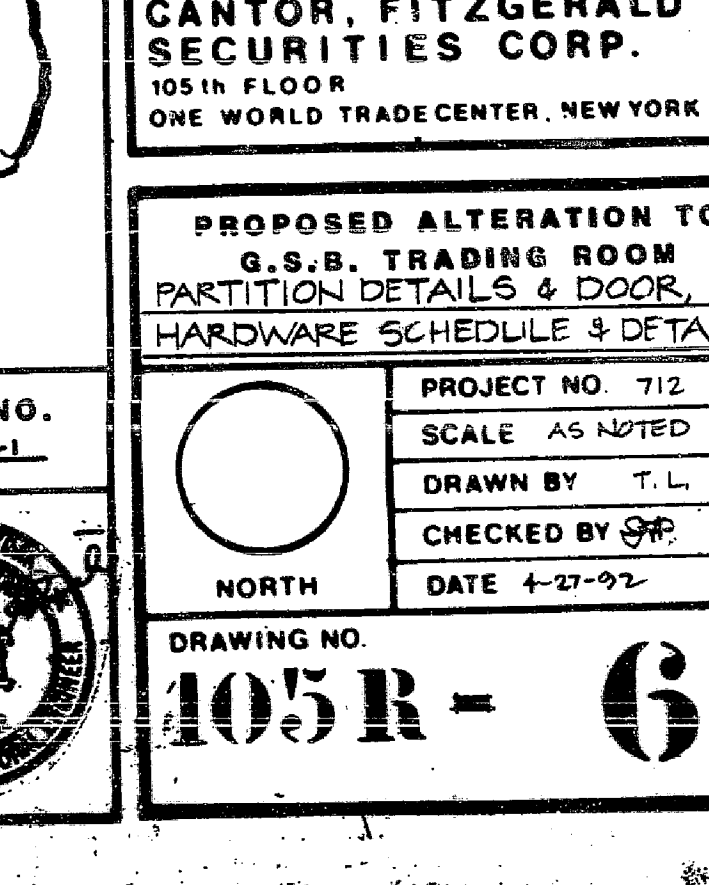 CANTOR, FITZGERALD
SECURITIES CORP.
105th FLOOR
ONE WORLD TRADECENTER, NEW YORK
PROPOSED ALTERATION TO
G.S.B. TRADING ROOM
PARTITION DETAILS & DOOR,
HARDWARE SCHEDULE & DETA
NO.
-1
PROJECT NO. 712
SCALE AS NOTED
DRAWN BY T.L.
CHECKED BY
NORTH
DATE 4-27-92
DRAWING NO.
105R - 6